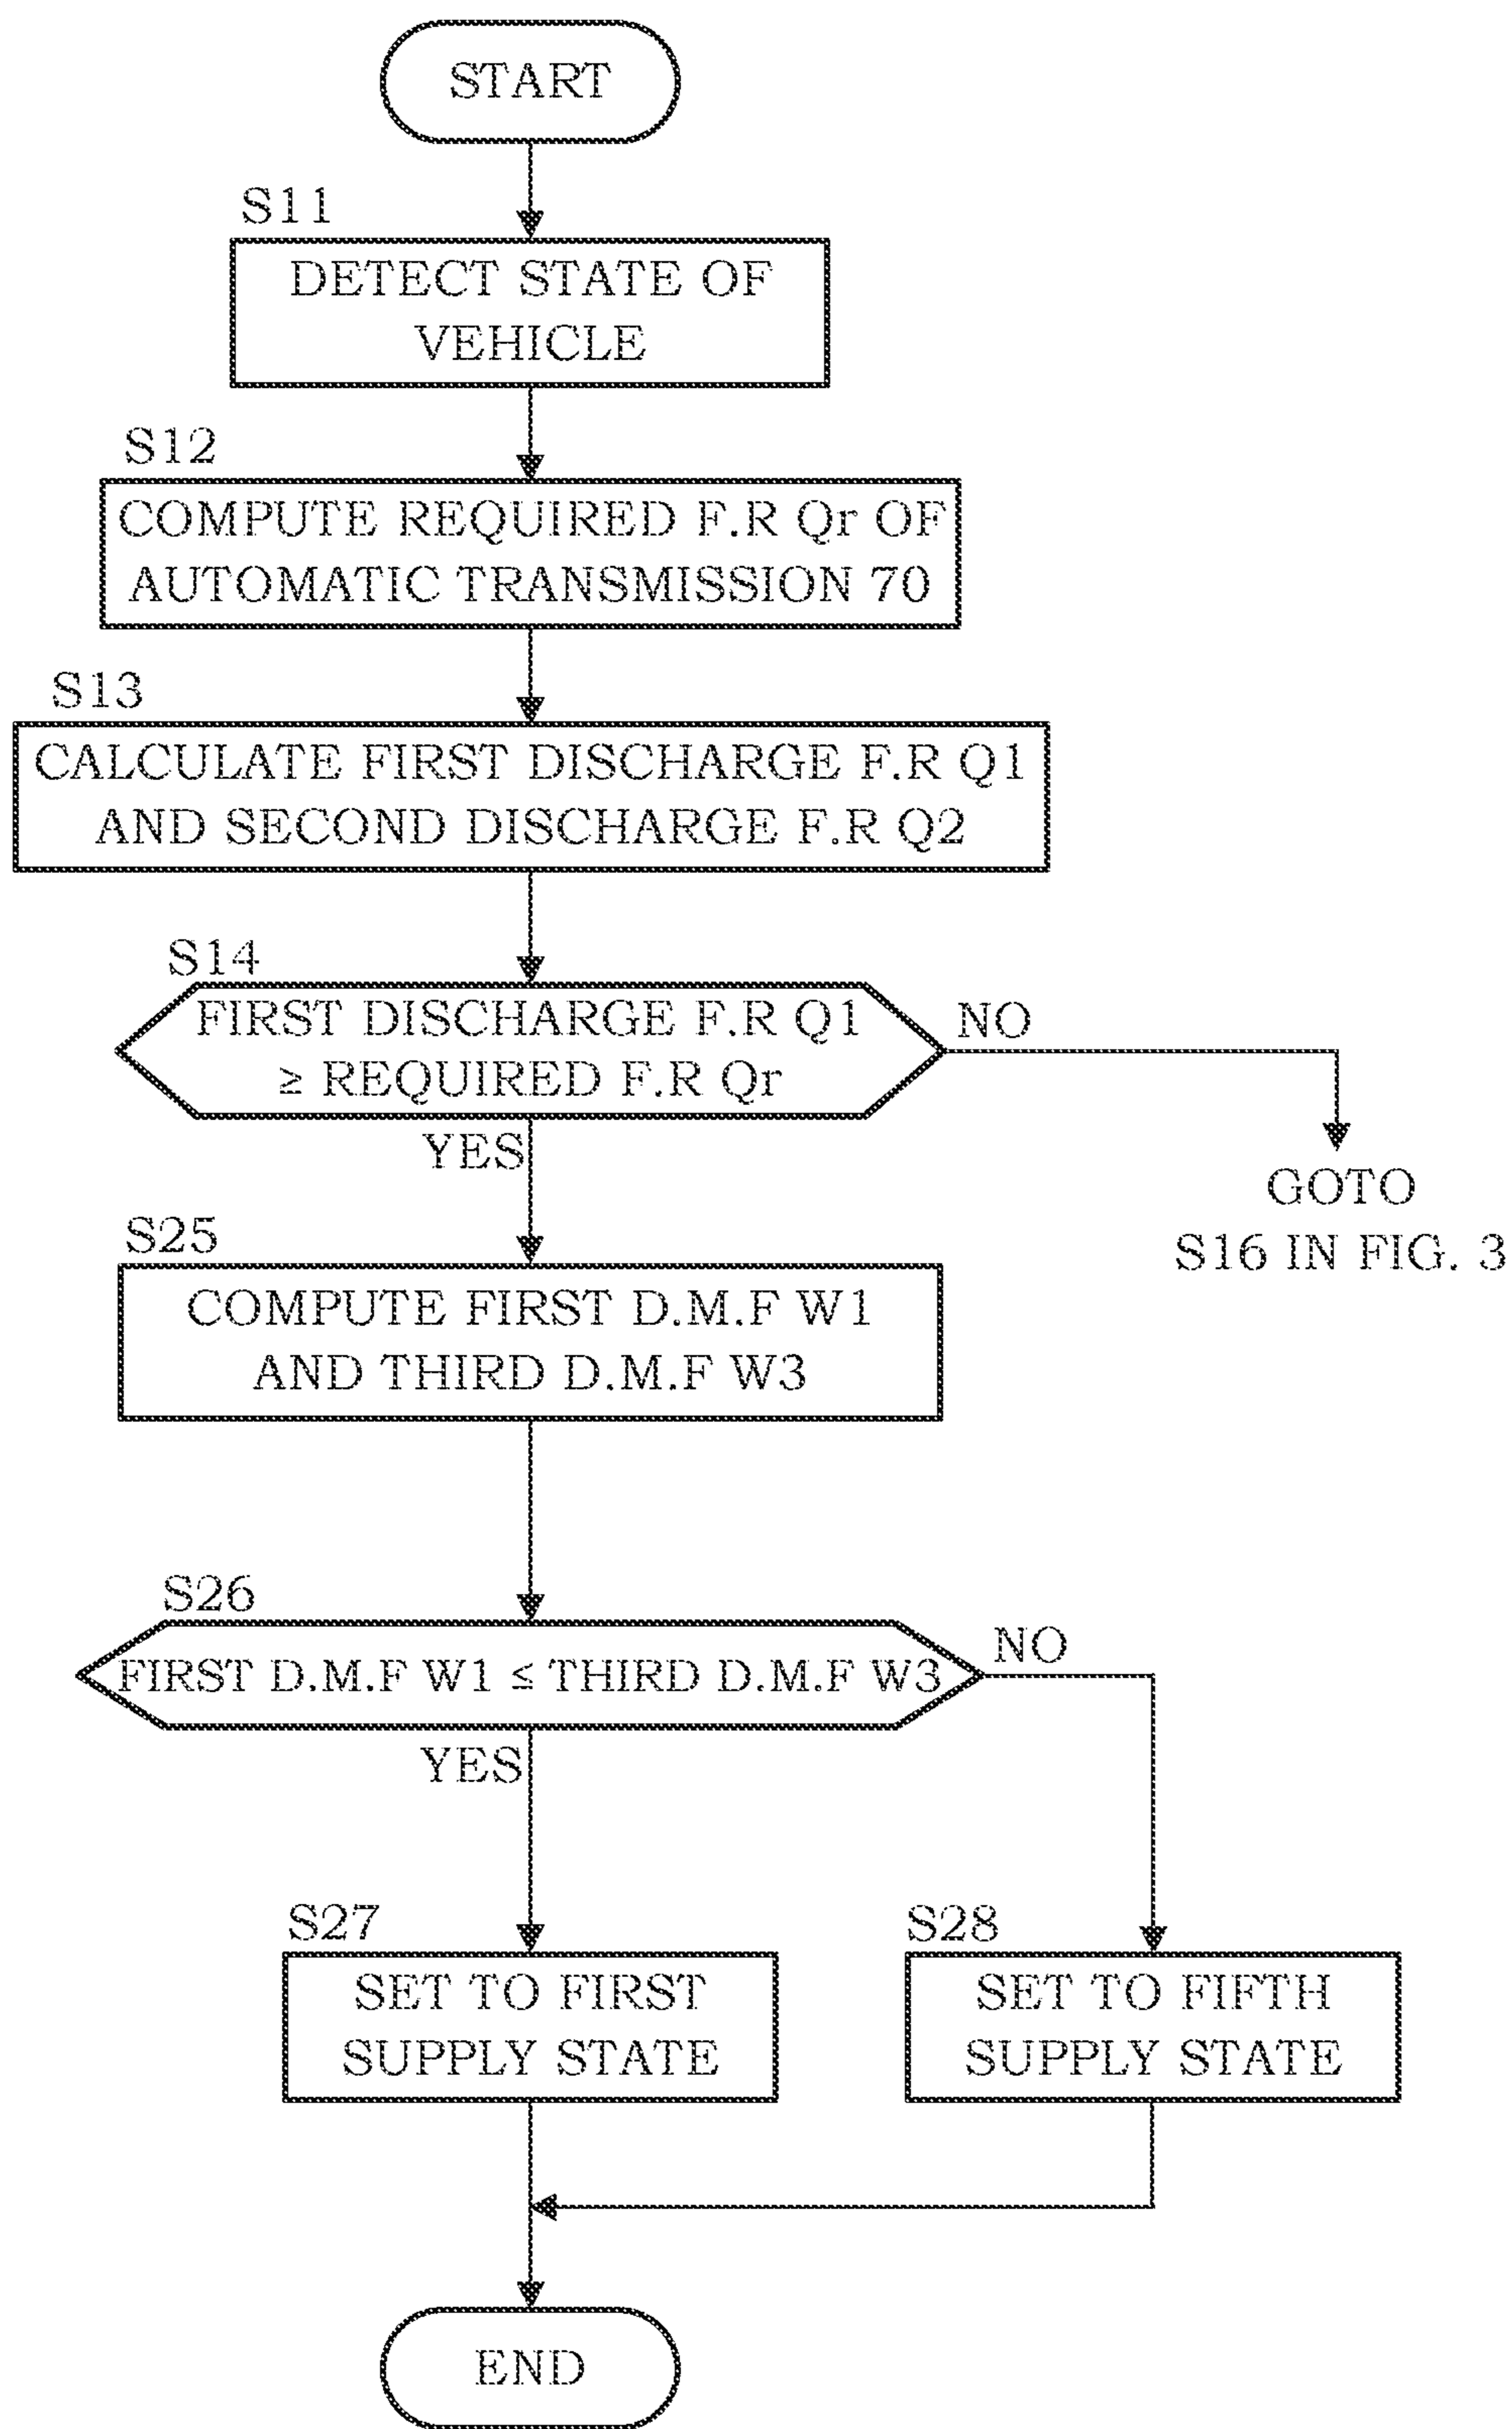 START
S11
DETECT STATE OF
VEHICLE
S12
COMPUTE REQUIRED F.R Qr OF
AUTOMATIC TRANSMISSION 70
S13
CALCULATE FIRST DISCHARGE F.R Q1
AND SECOND DISCHARGE F.R Q2
S14
FIRST DISCHARGE F.R Q1
≥ REQUIRED F.R Qr
NO
YES
GOTO
S16 IN FIG. 3
S25
COMPUTE FIRST D.M.F W1
AND THIRD D.M.F W3
S26
FIRST D.M.F W1 ≤ THIRD D.M.F W3
NO
YES
S27
SET TO FIRST
SUPPLY STATE
S28
SET TO FIFTH
SUPPLY STATE
END